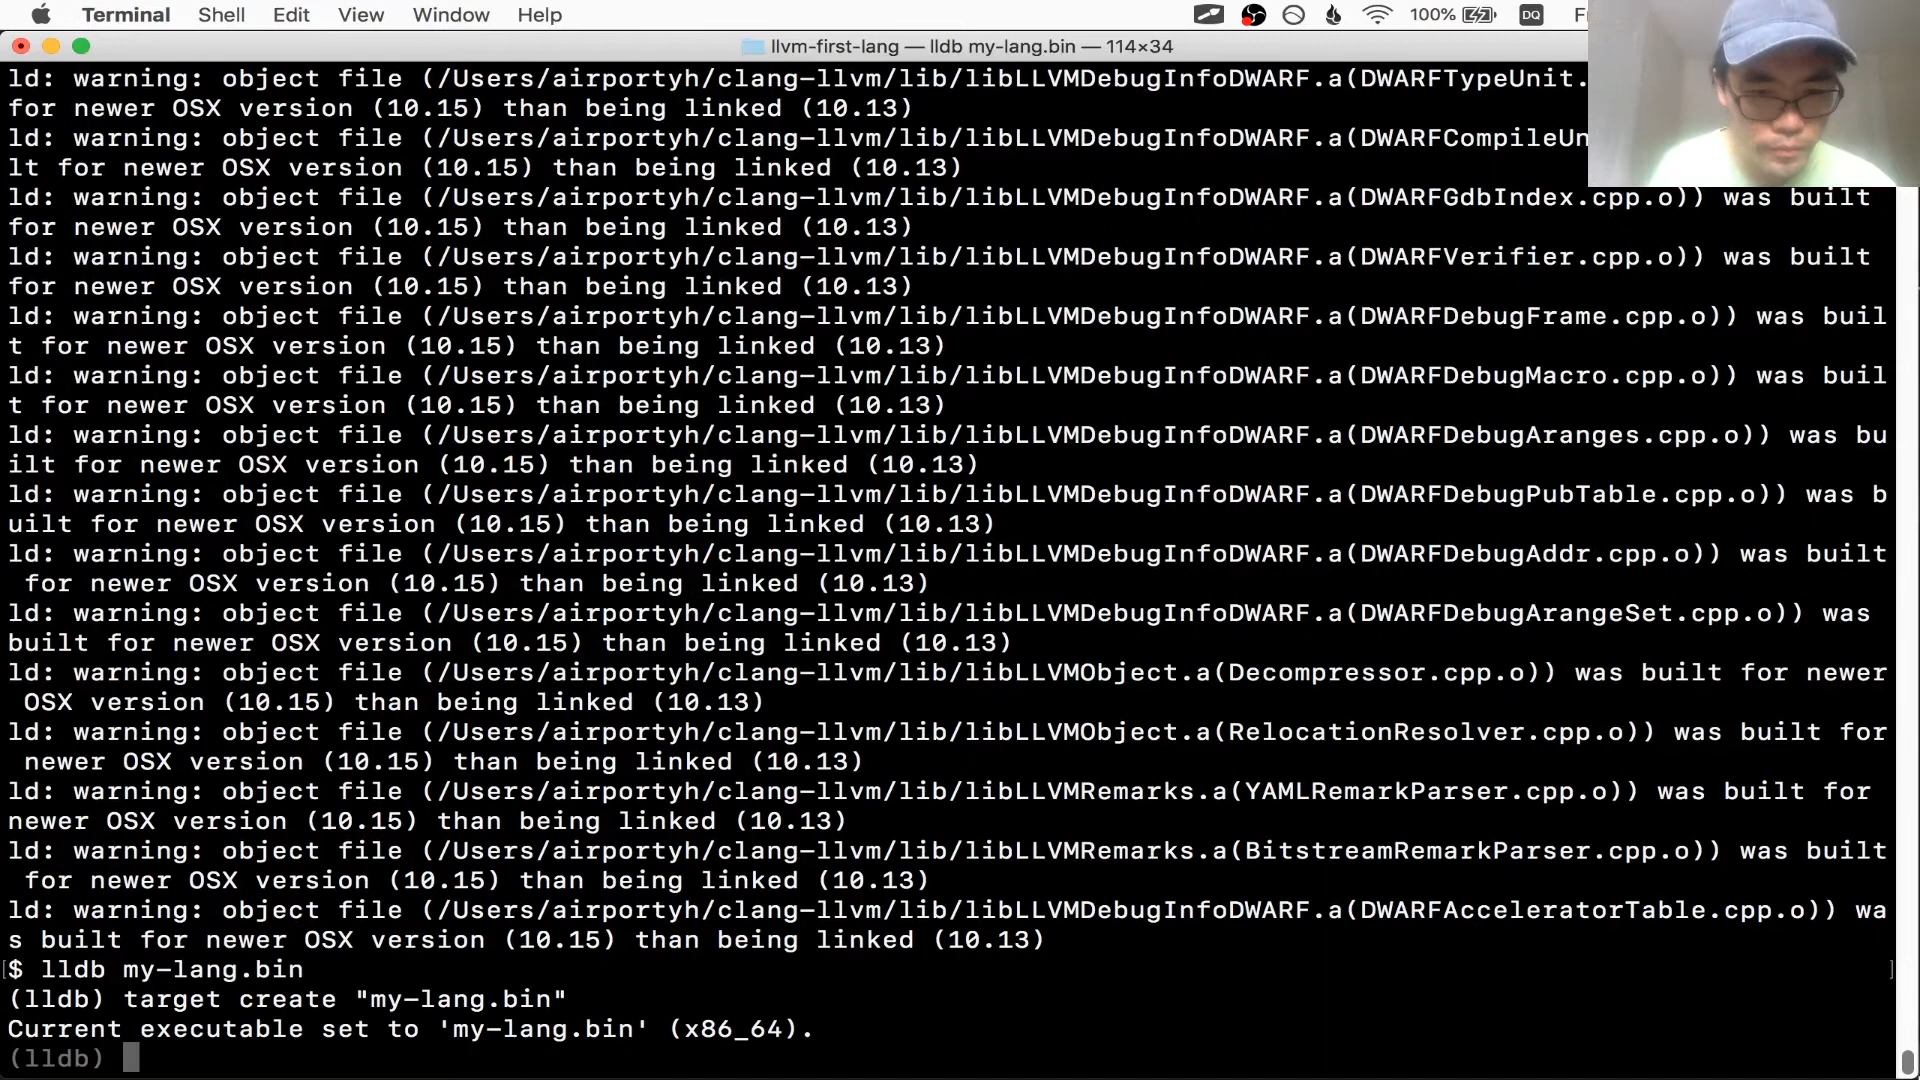 Terminal Shell Edit View Window Help 100% DQ
llvm-first-lang — lldb my-lang.bin — 114×34
ld: warning: object file (/Users/airportyh/clang-llvm/lib/libLLVMDebugInfoDWARF.a(DWARFTypeUnit.
for newer OSX version (10.15) than being linked (10.13)
ld: warning: object file (/Users/airportyh/clang-llvm/lib/libLLVMDebugInfoDWARF.a(DWARFCompileUn
lt for newer OSX version (10.15) than being linked (10.13)
ld: warning: object file (/Users/airportyh/clang-llvm/lib/libLLVMDebugInfoDWARF.a(DWARFGdbIndex.cpp.o)) was built
for newer OSX version (10.15) than being linked (10.13)
ld: warning: object file (/Users/airportyh/clang-llvm/lib/libLLVMDebugInfoDWARF.a(DWARFVerifier.cpp.o)) was built
for newer OSX version (10.15) than being linked (10.13)
ld: warning: object file (/Users/airportyh/clang-llvm/lib/libLLVMDebugInfoDWARF.a(DWARFDebugFrame.cpp.o)) was buil
t for newer OSX version (10.15) than being linked (10.13)
ld: warning: object file (/Users/airportyh/clang-llvm/lib/libLLVMDebugInfoDWARF.a(DWARFDebugMacro.cpp.o)) was buil
t for newer OSX version (10.15) than being linked (10.13)
ld: warning: object file (/Users/airportyh/clang-llvm/lib/libLLVMDebugInfoDWARF.a(DWARFDebugAranges.cpp.o)) was bu
ilt for newer OSX version (10.15) than being linked (10.13)
ld: warning: object file (/Users/airportyh/clang-llvm/lib/libLLVMDebugInfoDWARF.a(DWARFDebugPubTable.cpp.o)) was b
uilt for newer OSX version (10.15) than being linked (10.13)
ld: warning: object file (/Users/airportyh/clang-llvm/lib/libLLVMDebugInfoDWARF.a(DWARFDebugAddr.cpp.o)) was built
for newer OSX version (10.15) than being linked (10.13)
ld: warning: object file (/Users/airportyh/clang-llvm/lib/libLLVMDebugInfoDWARF.a(DWARFDebugArangeSet.cpp.o)) was
built for newer OSX version (10.15) than being linked (10.13)
ld: warning: object file (/Users/airportyh/clang-llvm/lib/libLLVMObject.a(Decompressor.cpp.o)) was built for newer
OSX version (10.15) than being linked (10.13)
ld: warning: object file (/Users/airportyh/clang-llvm/lib/libLLVMObject.a(RelocationResolver.cpp.o)) was built for
newer OSX version (10.15) than being linked (10.13)
ld: warning: object file (/Users/airportyh/clang-llvm/lib/libLLVMRemarks.a(YAMLRemarkParser.cpp.o)) was built for
newer OSX version (10.15) than being linked (10.13)
ld: warning: object file (/Users/airportyh/clang-llvm/lib/libLLVMRemarks.a(BitstreamRemarkParser.cpp.o)) was built
for newer OSX version (10.15) than being linked (10.13)
ld: warning: object file (/Users/airportyh/clang-llvm/lib/libLLVMDebugInfoDWARF.a(DWARFAcceleratorTable.cpp.o)) wa
s built for newer OSX version (10.15) than being linked (10.13)
[$ lldb my-lang.bin ]
(lldb) target create "my-lang.bin"
Current executable set to 'my-lang.bin' (x86_64).
(lldb)